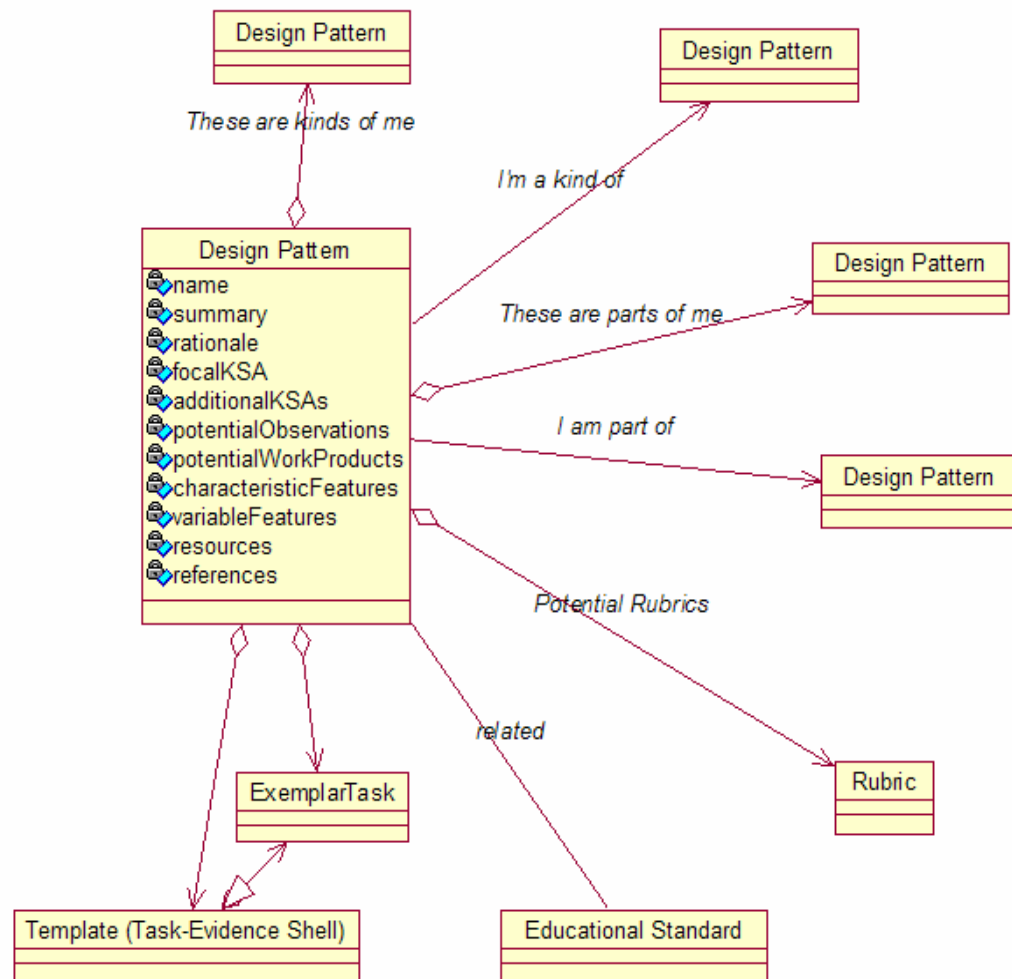 Design Pattern
Design Pattern
These are kinds of me
I'm a kind of
Design Pattern
Design Pattern
name
summary
rationale
focalKSA
additionalKSAs
potentialObservations
potentialWorkProducts
characteristicFeatures
variableFeatures
resources
references
These are parts of me
I am part of
Design Pattern
Potential Rubrics
related
ExemplarTask
Rubric
Template (Task-Evidence Shell)
Educational Standard